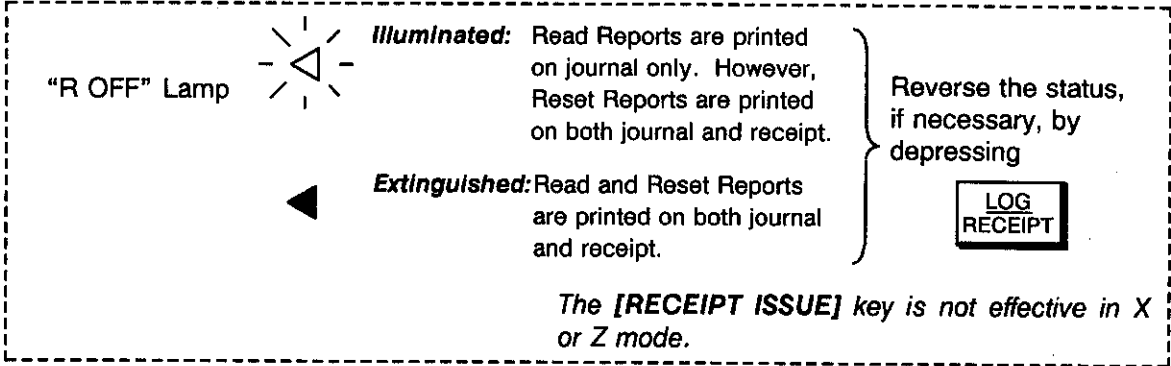 "R OFF" Lamp
Illuminated: Read Reports are printed
on journal only. However,
Reset Reports are printed
on both journal and receipt.
Extinguished: Read and Reset Reports
are printed on both journal
and receipt.
Reverse the status,
if necessary, by
depressing
LOG
RECEIPT
The [RECEIPT ISSUE] key is not effective in X
or Z mode.